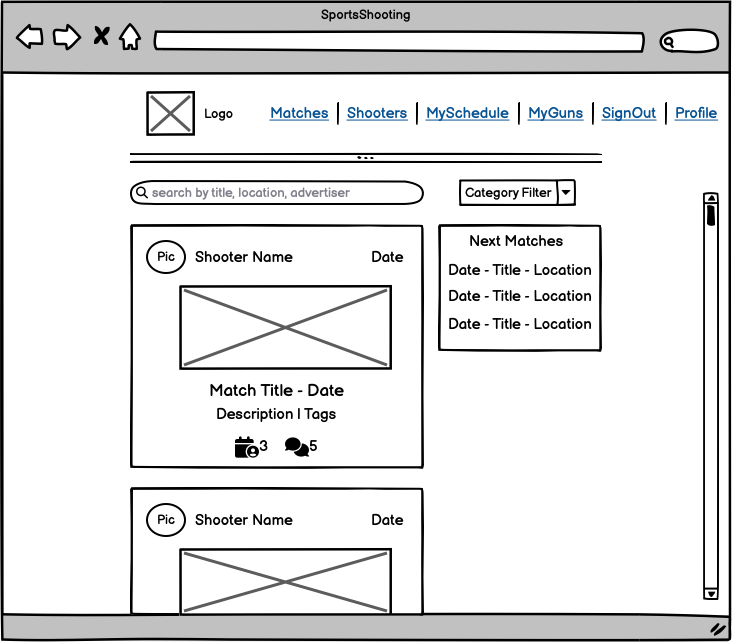 SportsShooting
Logo
Matches | Shooters | MySchedule | MyGuns | SignOut | Profile
search by title, location, advertiser
Category Filter
Pic Shooter Name Date
Match Title - Date
Description | Tags
3 5
Next Matches
Date - Title - Location
Date - Title - Location
Date - Title - Location
Pic Shooter Name Date